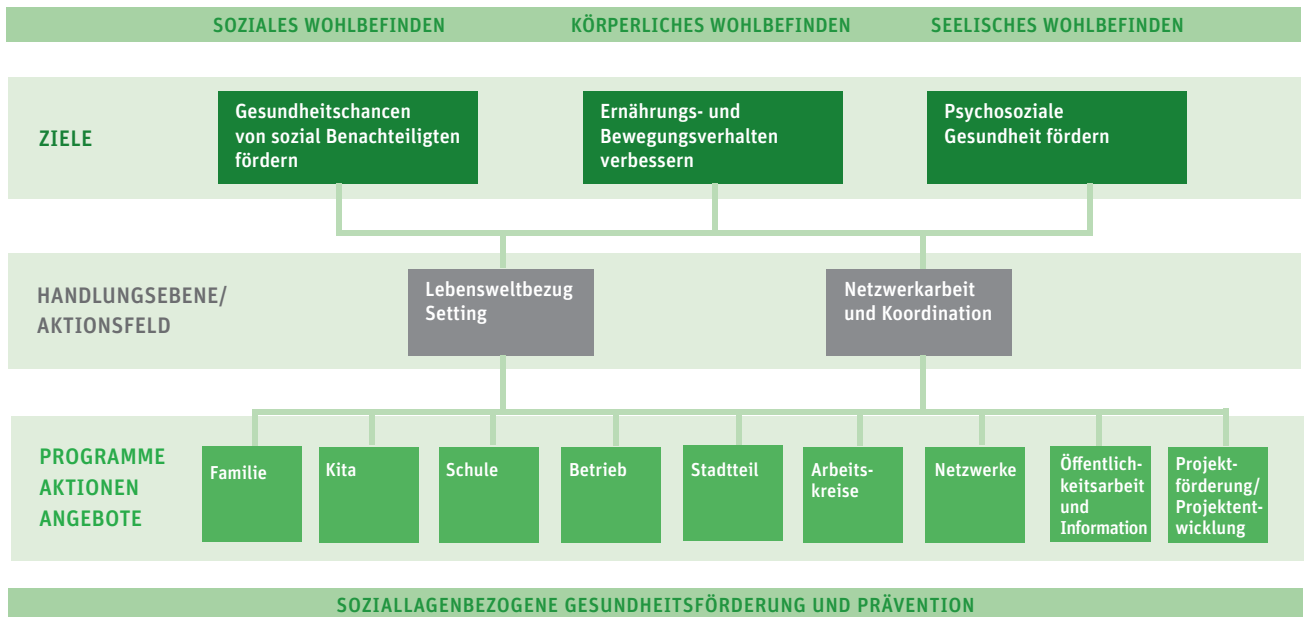 SOZIALES WOHLBEFINDEN
KÖRPERLICHES WOHLBEFINDEN
SEELISCHES WOHLBEFINDEN
ZIELE
Gesundheitschancen
von sozial Benachteiligten
fördern
Ernährungs- und
Bewegungsverhalten
verbessern
Psychosoziale
Gesundheit fördern
HANDLUNGSEBENE/
AKTIONSFELD
Lebensweltbezug
Setting
Netzwerkarbeit
und Koordination
PROGRAMME
AKTIONEN
ANGEBOTE
Familie
Kita
Schule
Betrieb
Stadtteil
Arbeits-
kreise
Netzwerke
Öffentlich-
keitsarbeit
und
Information
Projekt-
förderung/
Projektent-
wicklung
SOZIALLAGENBEZOGENE GESUNDHEITSFÖRDERUNG UND PRÄVENTION